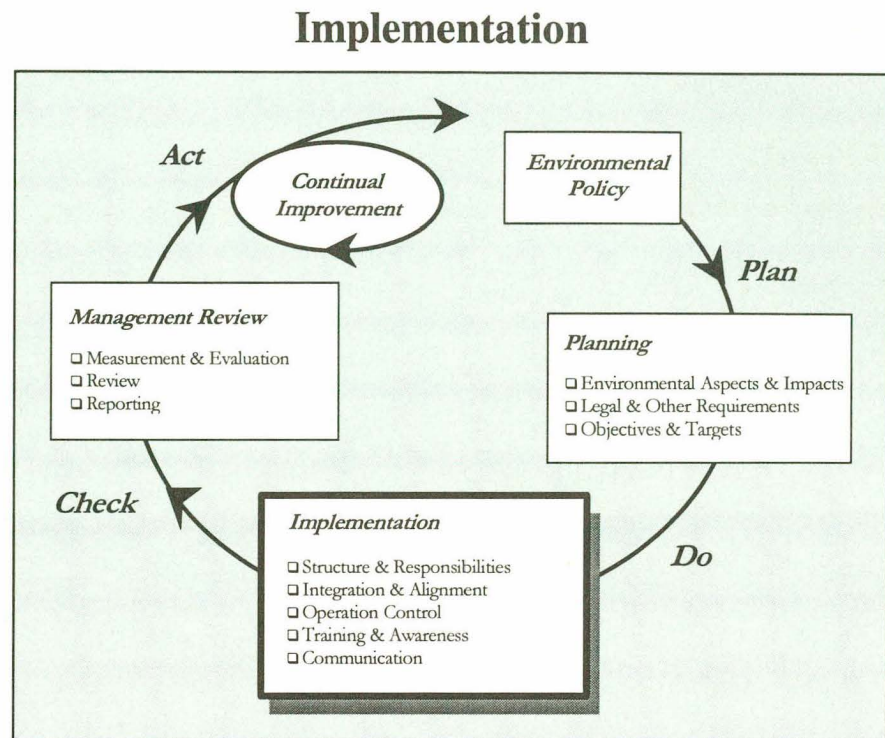 Implementation
Act
Continual
Improvement
Environmental
Policy
Plan
Management Review
❑ Measurement & Evaluation
❑ Review
❑ Reporting
Planning
❑ Environmental Aspects & Impacts
❑ Legal & Other Requirements
❑ Objectives & Targets
Check
Implementation
❑ Structure & Responsibilities
❑ Integration & Alignment
❑ Operation Control
❑ Training & Awareness
❑ Communication
Do